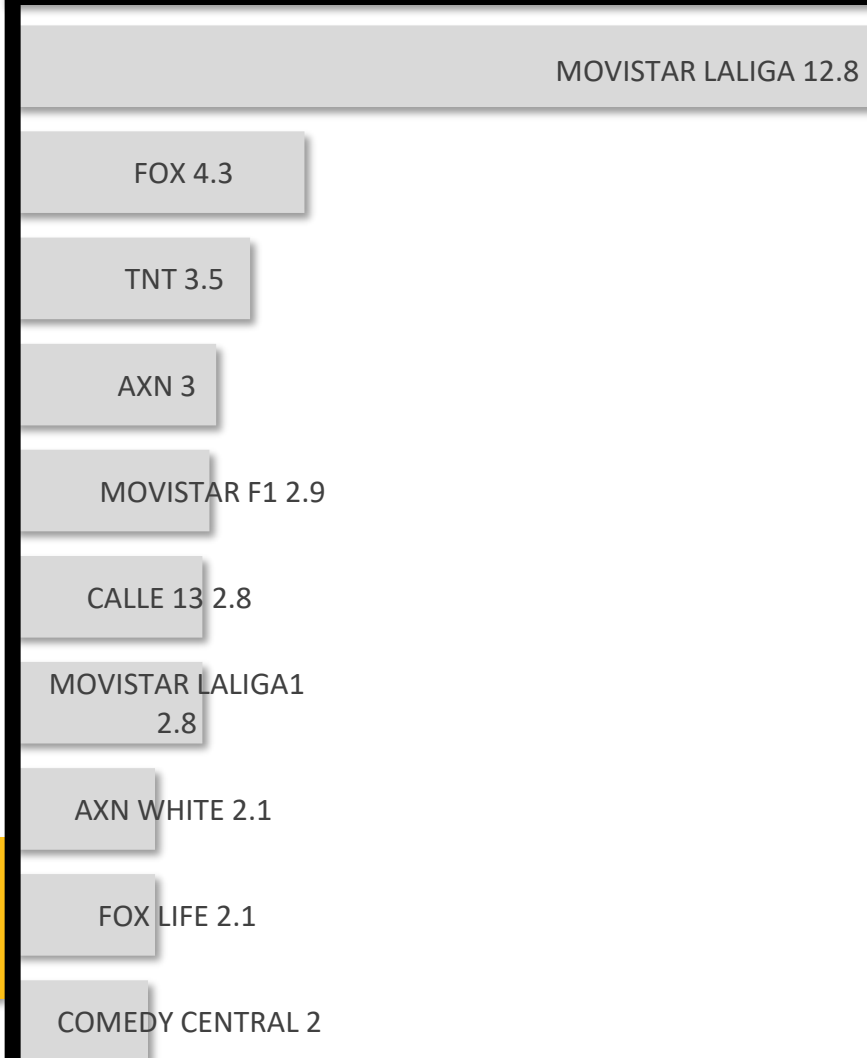 MOVISTAR LALIGA 12.8
FOX 4.3
TNT 3.5
AXN 3
MOVISTAR F1 2.9
CALLE 13 2.8
MOVISTAR LALIGA1
2.8
AXN WHITE 2.1
FOX LIFE 2.1
COMEDY CENTRAL 2